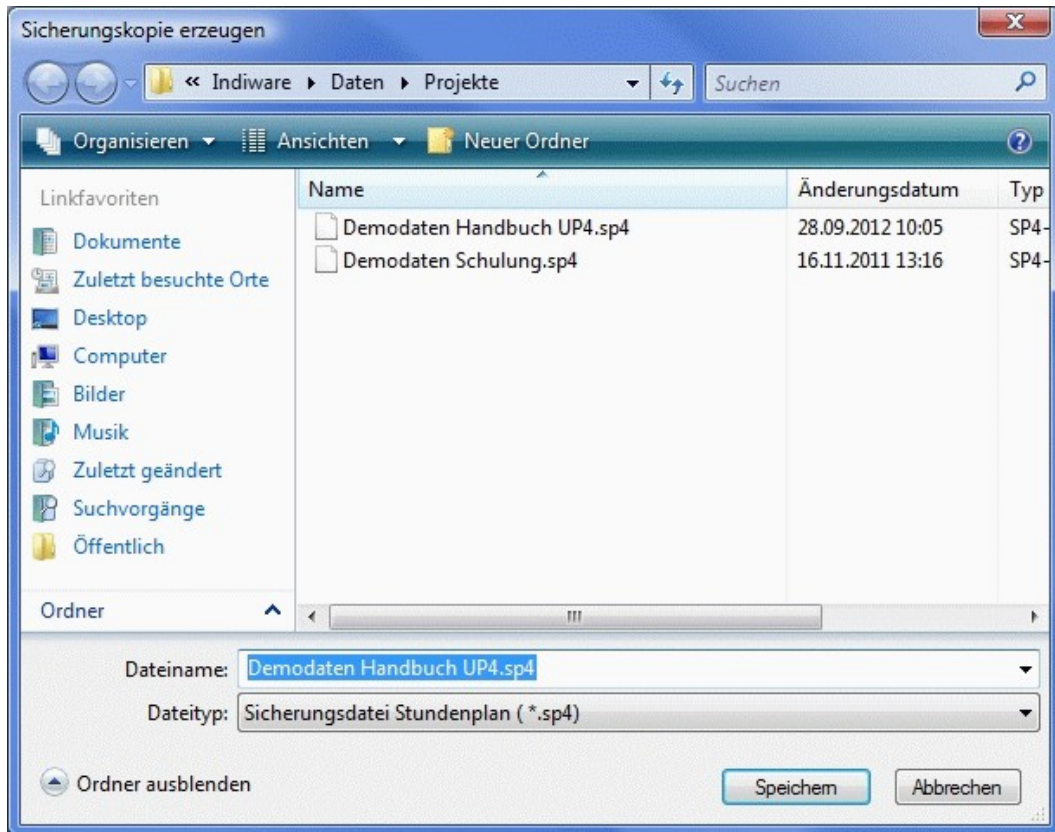 Sicherungskopie erzeugen
« Indiware Daten Projekte
Suchen
Organisieren Ansichten Neuer Ordner
Linkfavoriten
Dokumente
Zuletzt besuchte Orte
Desktop
Computer
Bilder
Musik
Zuletzt geändert
Suchvorgänge
Öffentlich
Ordner
Name Änderungsdatum Typ
Demodaten Handbuch UP4.sp4 28.09.2012 10:05 SP4-
Demodaten Schulung.sp4 16.11.2011 13:16 SP4-
Dateiname: Demodaten Handbuch UP4.sp4
Dateityp: Sicherungsdatei Stundenplan ( *.sp4)
Ordner ausblenden
Speichern Abbrechen